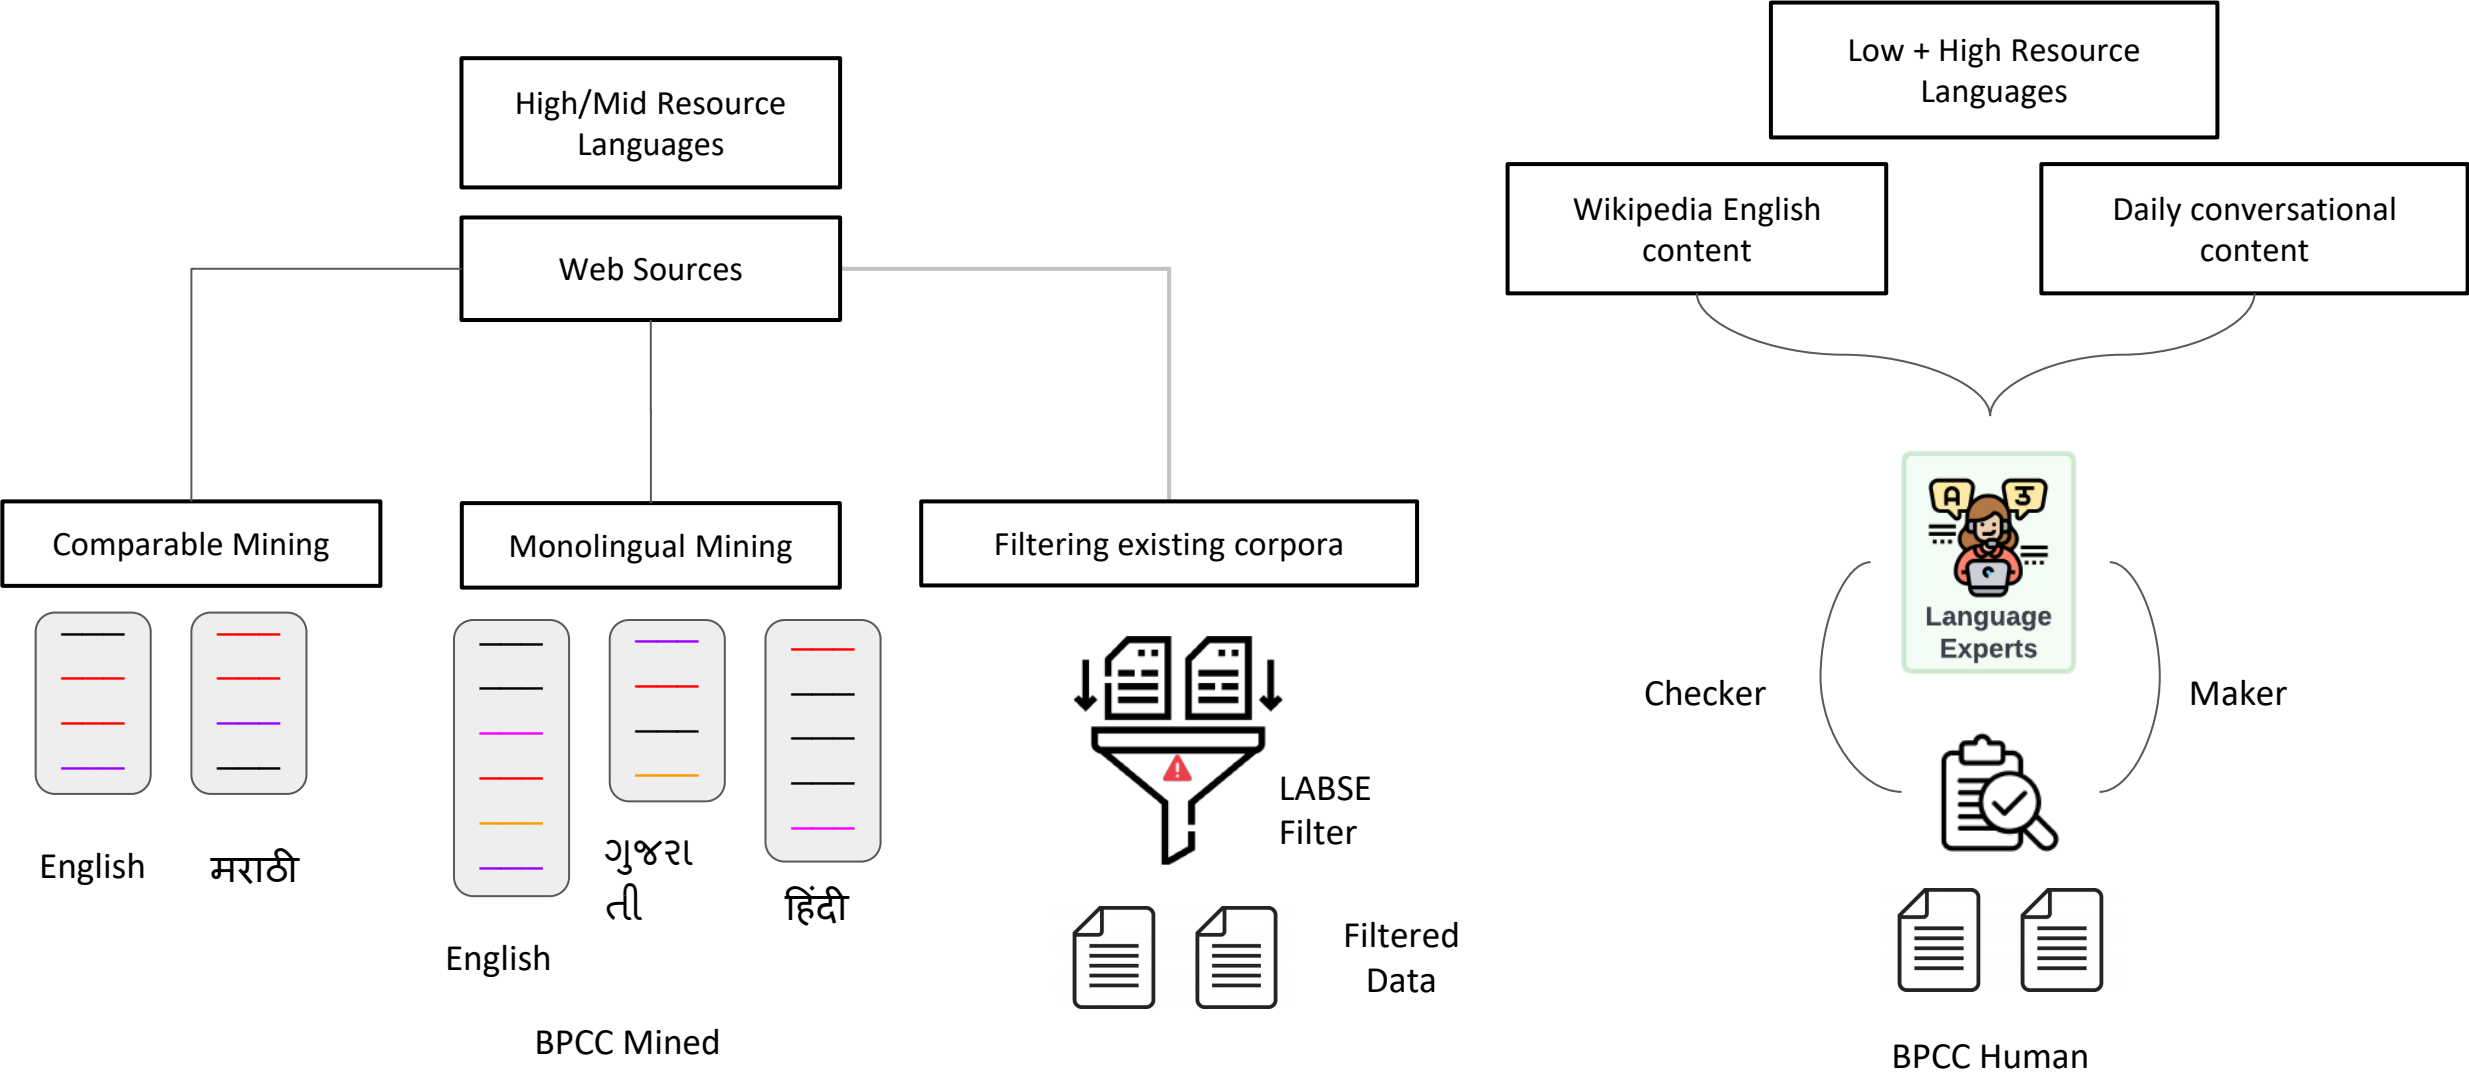 High/Mid Resource
Languages
Web Sources
Comparable Mining
Monolingual Mining
Filtering existing corpora
English
मराठी
English
ગુજરા
તી
हिंदी
LABSE
Filter
Filtered
Data
BPCC Mined
Low + High Resource
Languages
Wikipedia English
content
Daily conversational
content
A
उ
Language
Experts
Checker
Maker
BPCC Human